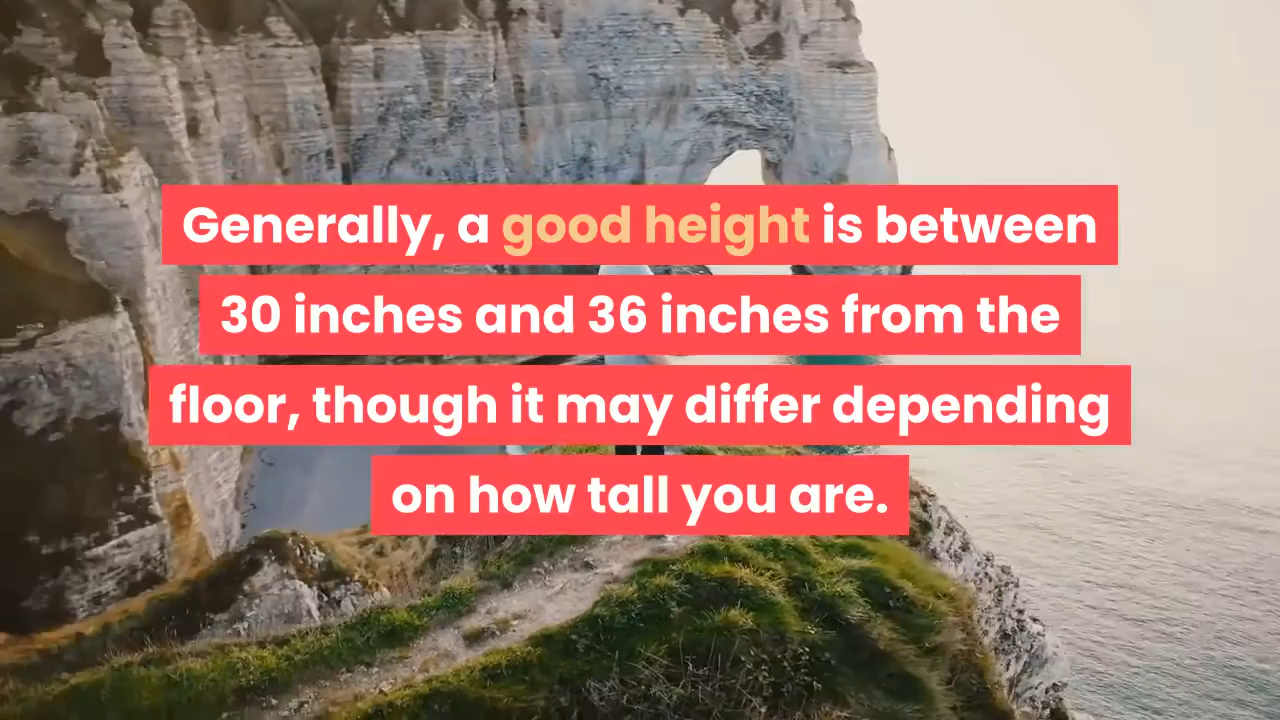 Generally, a good height is between
30 inches and 36 inches from the
floor, though it may differ depending
on how tall you are.